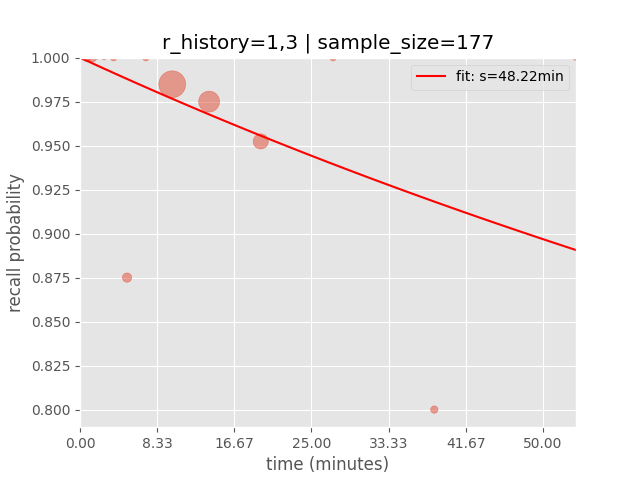 r_history=1,3 | sample_size=177
fit: s=48.22min
recall probability
1.000
0.975
0.950
0.925
0.900
0.875
0.850
0.825
0.800
0.00 8.33 16.67 25.00 33.33 41.67 50.00
time (minutes)